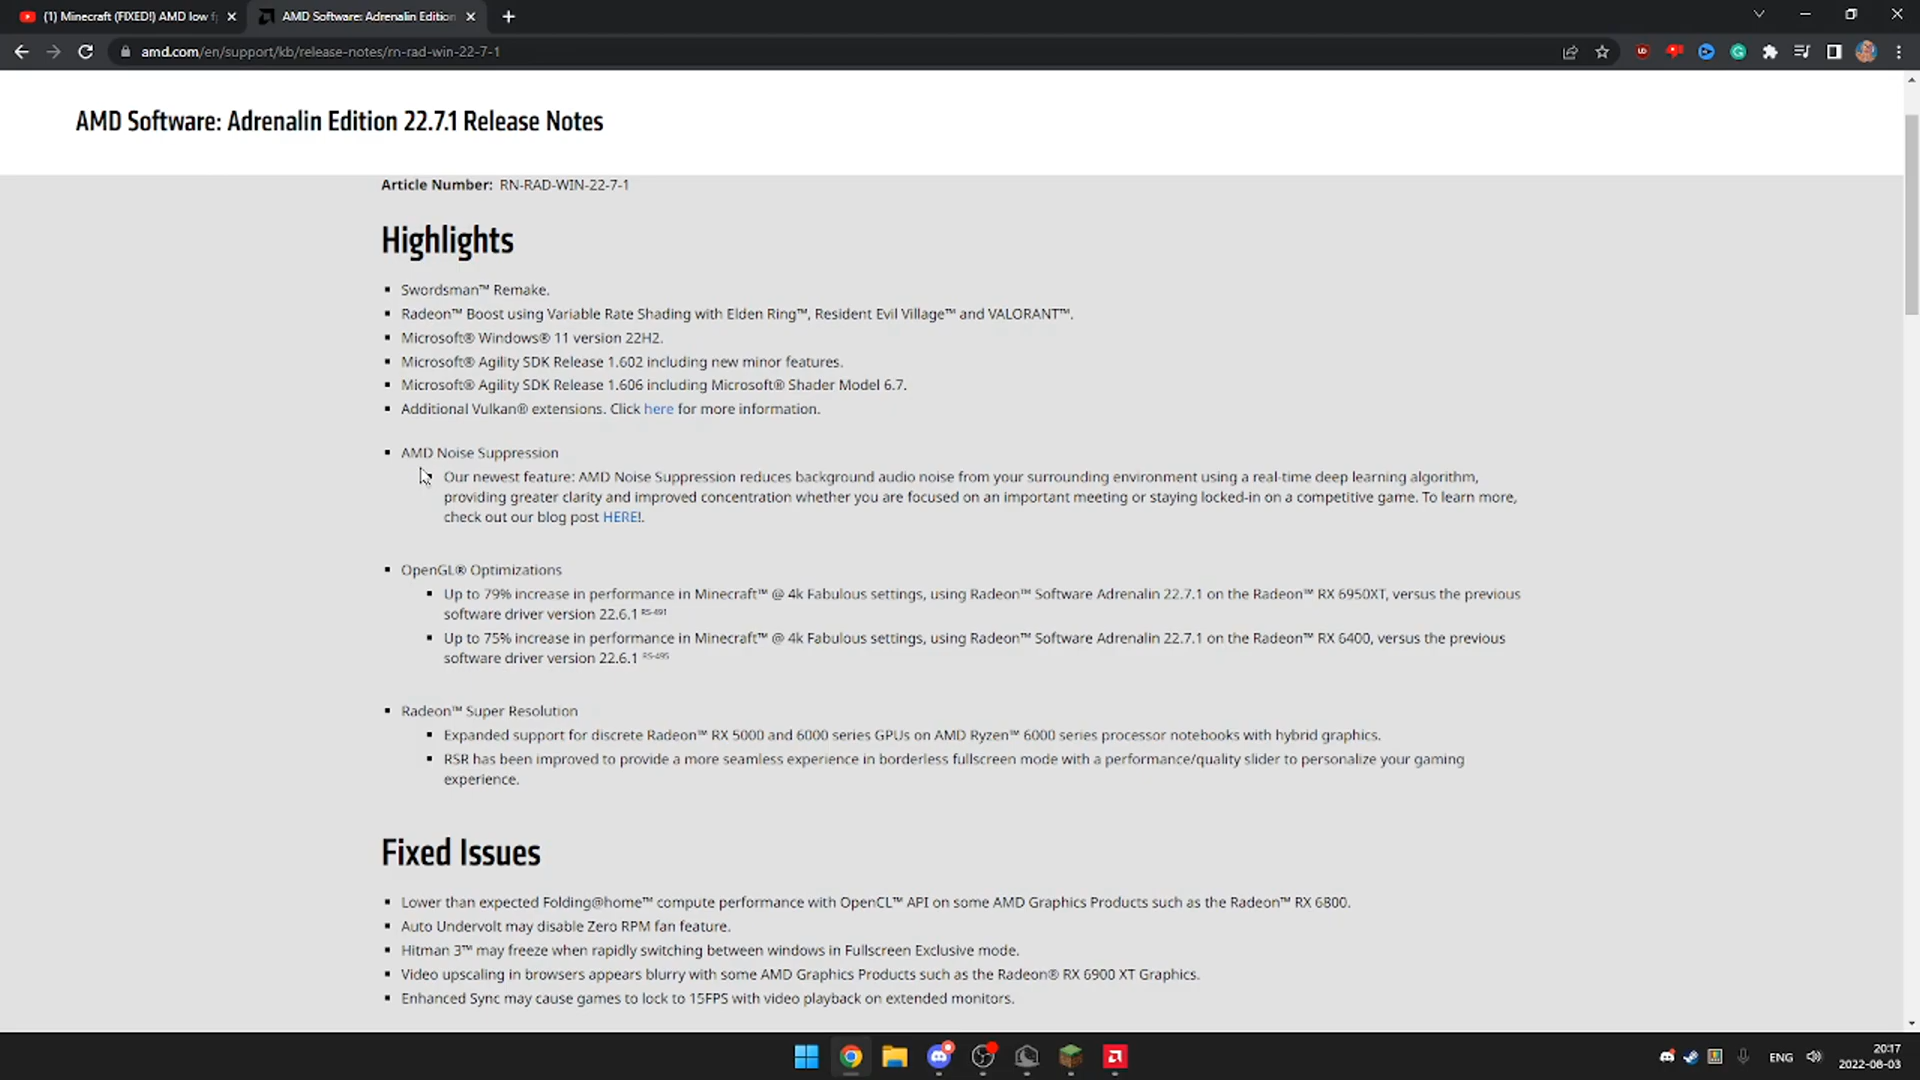 (1) Minecraft (FIXED!) AMD low f
AMD Software: Adrenalin Edition
amd.com/en/support/kb/release-notes/rn-rad-win-22-7-1
AMD Software: Adrenalin Edition 22.7.1 Release Notes
Article Number: RN-RAD-WIN-22-7-1
Highlights
Swordsman™ Remake.
Radeon™ Boost using Variable Rate Shading with Elden Ring™, Resident Evil Village™ and VALORANT™.
Microsoft® Windows® 11 version 22H2.
Microsoft® Agility SDK Release 1.602 including new minor features.
Microsoft® Agility SDK Release 1.606 including Microsoft® Shader Model 6.7.
Additional Vulkan® extensions. Click here for more information.
AMD Noise Suppression
Our newest feature: AMD Noise Suppression reduces background audio noise from your surrounding environment using a real-time deep learning algorithm,
providing greater clarity and improved concentration whether you are focused on an important meeting or staying locked-in on a competitive game. To learn more,
check out our blog post HERE!.
OpenGL® Optimizations
Up to 79% increase in performance in Minecraft™ @ 4k Fabulous settings, using Radeon™ Software Adrenalin 22.7.1 on the Radeon™ RX 6950XT, versus the previous
software driver version 22.6.1 RS-491
Up to 75% increase in performance in Minecraft™ @ 4k Fabulous settings, using Radeon™ Software Adrenalin 22.7.1 on the Radeon™ RX 6400, versus the previous
software driver version 22.6.1 RS-495
Radeon™ Super Resolution
Expanded support for discrete Radeon™ RX 5000 and 6000 series GPUs on AMD Ryzen™ 6000 series processor notebooks with hybrid graphics.
RSR has been improved to provide a more seamless experience in borderless fullscreen mode with a performance/quality slider to personalize your gaming
experience.
Fixed Issues
Lower than expected Folding@home™ compute performance with OpenCL™ API on some AMD Graphics Products such as the Radeon™ RX 6800.
Auto Undervolt may disable Zero RPM fan feature.
Hitman 3™ may freeze when rapidly switching between windows in Fullscreen Exclusive mode.
Video upscaling in browsers appears blurry with some AMD Graphics Products such as the Radeon® RX 6900 XT Graphics.
Enhanced Sync may cause games to lock to 15FPS with video playback on extended monitors.
ENG
20:17
2022-08-03